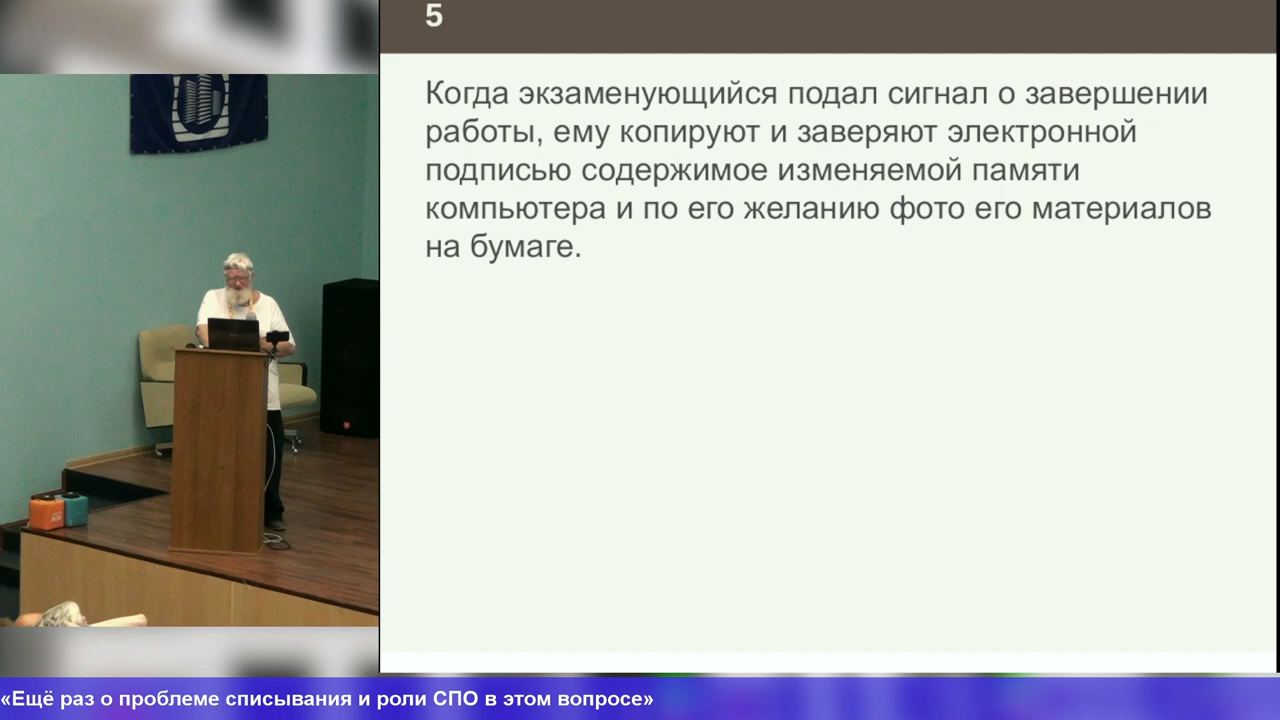 5
Когда экзаменующийся подал сигнал о завершении
работы, ему копируют и заверяют электронной
подписью содержимое изменяемой памяти
компьютера и по его желанию фото его материалов
на бумаге.
«Ещё раз о проблеме списывания и роли СПО в этом вопросе»